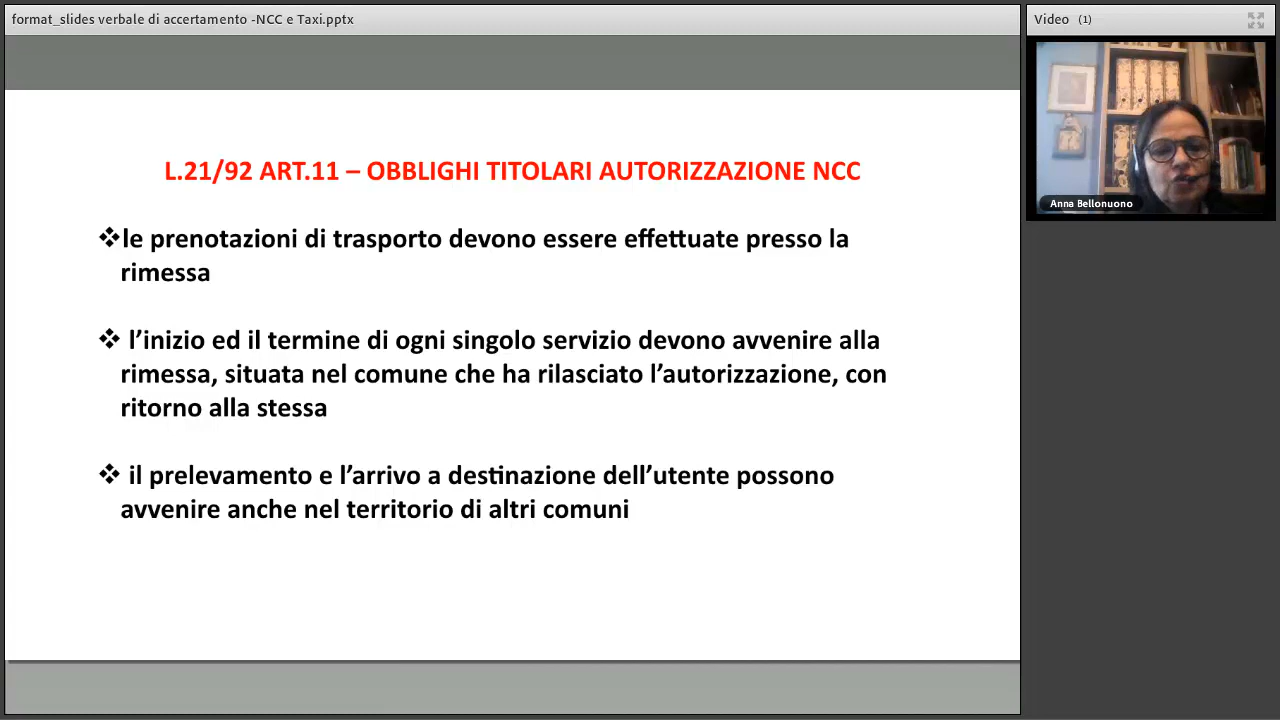 format_slides verbale di accertamento -NCC e Taxi.pptx
Video (1)
Anna Bellonuono
L.21/92 ART.11 – OBBLIGHI TITOLARI AUTORIZZAZIONE NCC
❖le prenotazioni di trasporto devono essere effettuate presso la
rimessa
❖ l’inizio ed il termine di ogni singolo servizio devono avvenire alla
rimessa, situata nel comune che ha rilasciato l’autorizzazione, con
ritorno alla stessa
❖ il prelevamento e l’arrivo a destinazione dell’utente possono
avvenire anche nel territorio di altri comuni